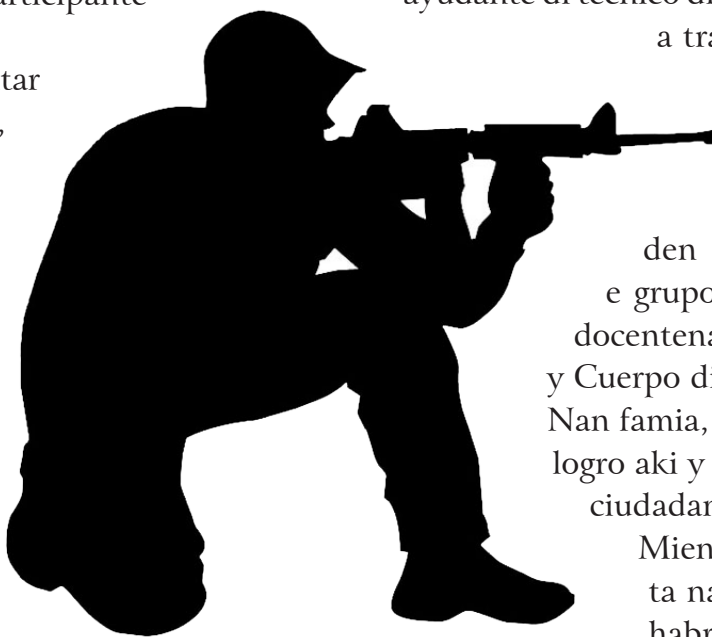 participante
tar
,
ayudante di tecnico di
a tra
den
e grupo
docentena
y Cuerpo di
Nan famia,
logro aki y
ciudadan
Mien
ta na
habr